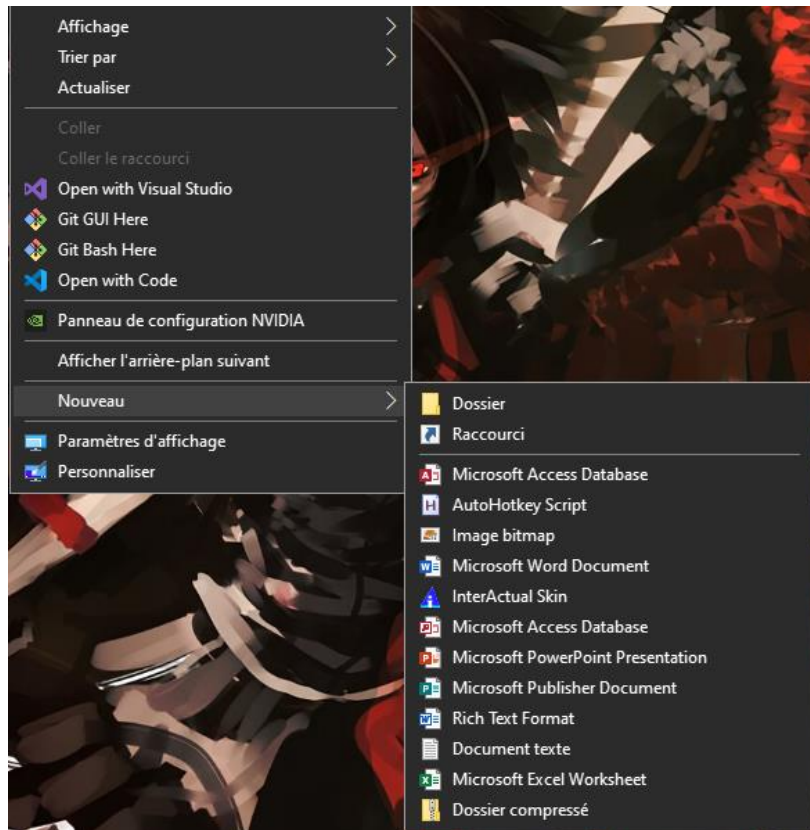 Affichage
Trier par
Actualiser
Coller
Coller le raccourci
Open with Visual Studio
Git GUI Here
Git Bash Here
Open with Code
Panneau de configuration NVIDIA
Afficher l'arrière-plan suivant
Nouveau
Paramètres d'affichage
Personnaliser
Dossier
Raccourci
Microsoft Access Database
AutoHotkey Script
Image bitmap
Microsoft Word Document
InterActual Skin
Microsoft Access Database
Microsoft PowerPoint Presentation
Microsoft Publisher Document
Rich Text Format
Document texte
Microsoft Excel Worksheet
Dossier compressé